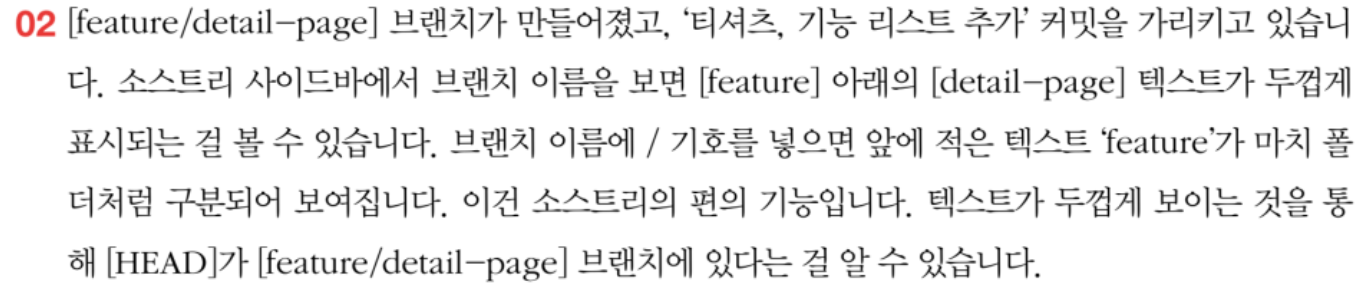 02 [feature/detail-page] 브랜치가 만들어졌고, ‘티셔츠, 기능 리스트 추가’ 커밋을 가리키고 있습니
다. 소스트리 사이드바에서 브랜치 이름을 보면 [feature] 아래의 [detail-page] 텍스트가 두껍게
표시되는 걸 볼 수 있습니다. 브랜치 이름에 / 기호를 넣으면 앞에 적은 텍스트 ‘feature’가 마치 폴
더처럼 구분되어 보여집니다. 이건 소스트리의 편의 기능입니다. 텍스트가 두껍게 보이는 것을 통
해 [HEAD]가 [feature/detail-page] 브랜치에 있다는 걸 알 수 있습니다.